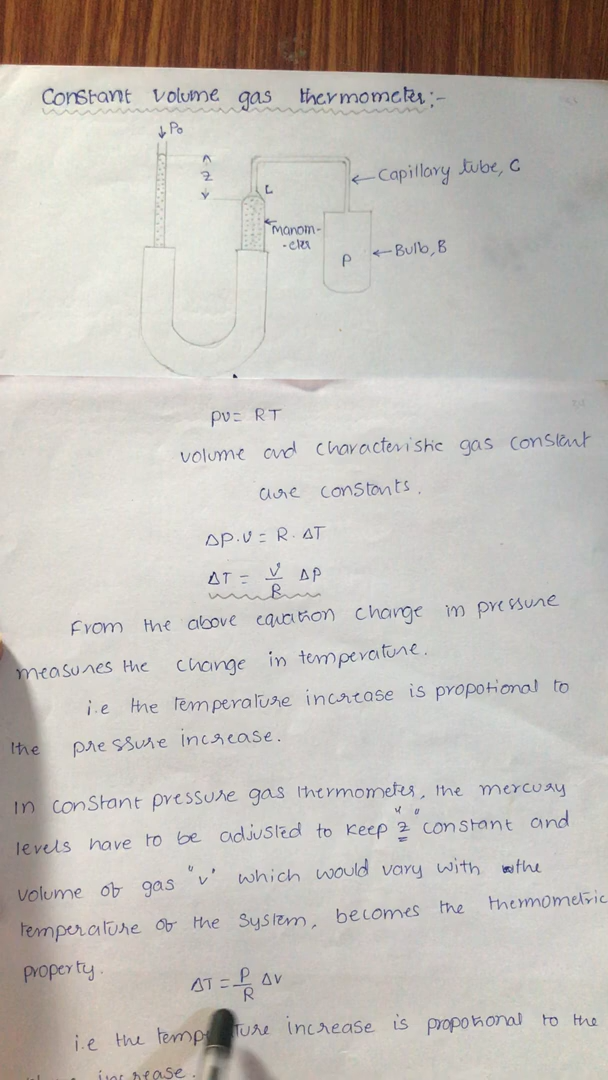 Constant volume gas thermometer:-
P0
Z
L
Capillary tube, C
Manom-
-eter
P
Bulb, B
PV = RT
volume and characteristic gas constant
are constants.
ΔP.V = R.ΔT
ΔT = V/R ΔP
From the above equation change in pressure
measures the change in temperature.
i.e the temperature increase is propotional to
the pressure increase.
In constant pressure gas thermometer, the mercury
levels have to be adjusted to keep "z" constant and
volume of gas "v" which would vary with the
temperature of the system, becomes the thermometric
property.
ΔT = P/R ΔV
i.e the increase is propotional to the
increase.